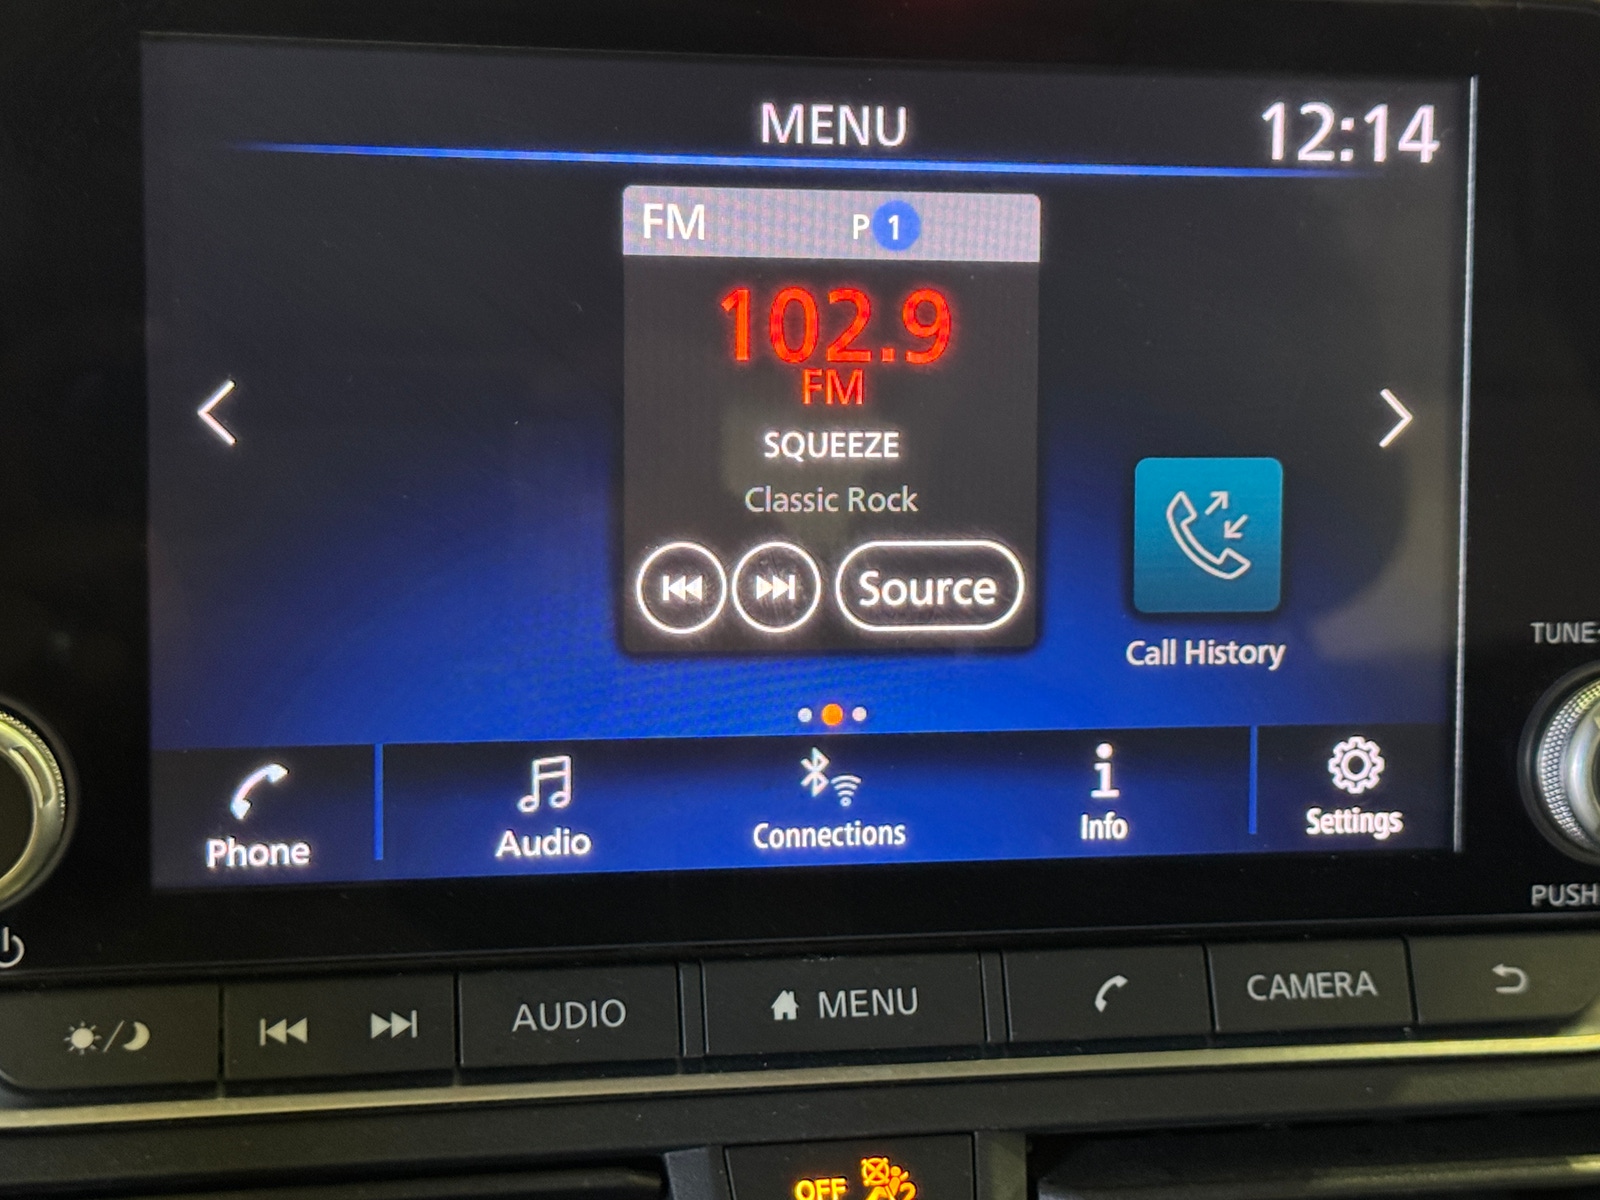 MENU
12:14
FM P 1
102.9
FM
SQUEEZE
Classic Rock
Source
Call History
Phone
Audio
Connections
Info
Settings
TUNE
PUSH
AUDIO
MENU
CAMERA
OFF
2